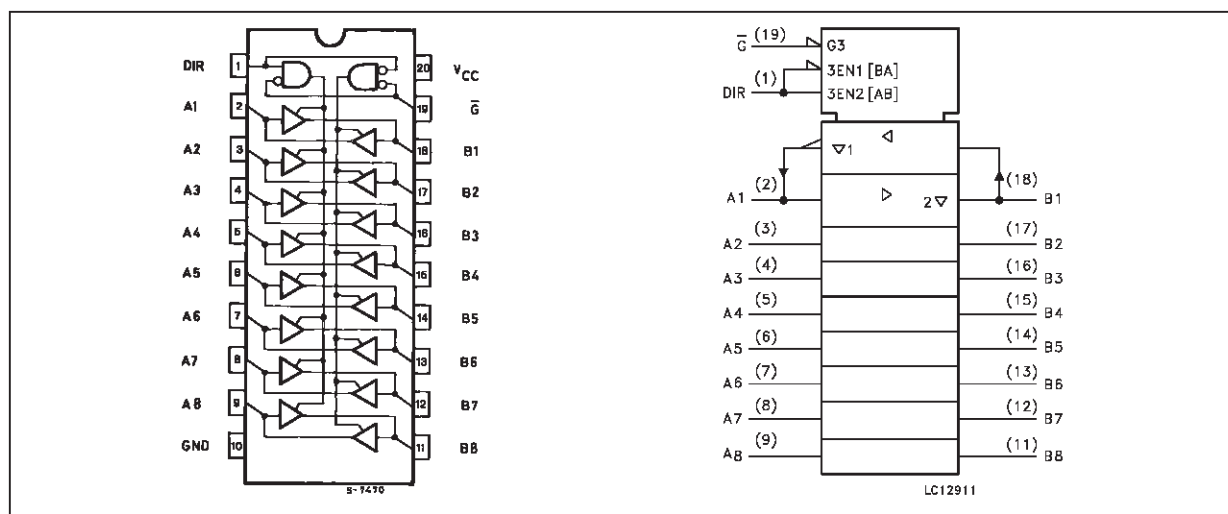 DIR 1 20 VCC
A1 2 19 G̅
A2 3 18 B1
A3 4 17 B2
A4 5 16 B3
A5 6 15 B4
A6 7 14 B5
A7 8 13 B6
A8 9 12 B7
GND 10 11 B8
S-7470
G̅ (19) G3
3EN1 [BA]
DIR (1) 3EN2 [AB]
1
A1 (2) 2 (18) B1
A2 (3) (17) B2
A3 (4) (16) B3
A4 (5) (15) B4
A5 (6) (14) B5
A6 (7) (13) B6
A7 (8) (12) B7
A8 (9) (11) B8
LC12911